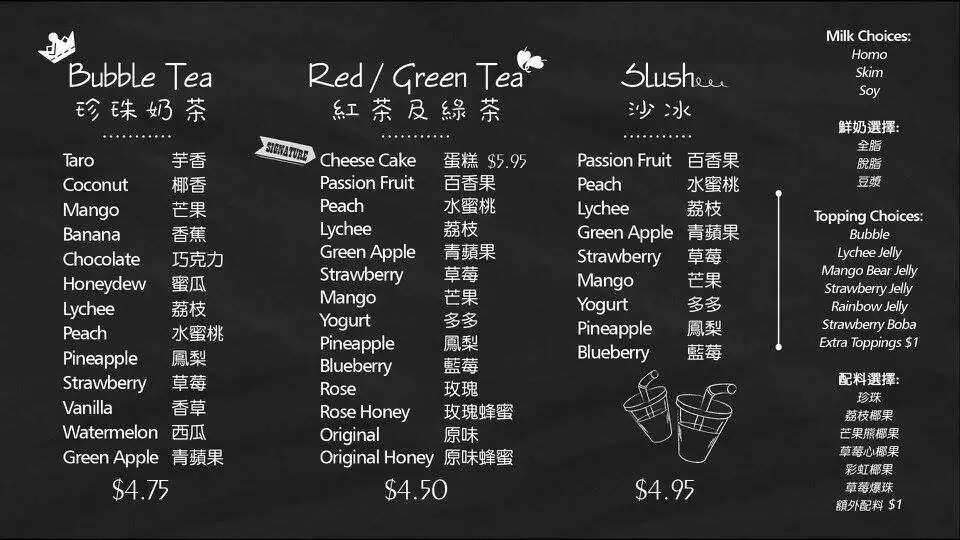 Bubble Tea
珍珠奶茶
Taro 芋香
Coconut 椰香
Mango 芒果
Banana 香蕉
Chocolate 巧克力
Honeydew 蜜瓜
Lychee 荔枝
Peach 水蜜桃
Pineapple 鳳梨
Strawberry 草莓
Vanilla 香草
Watermelon 西瓜
Green Apple 青蘋果
$4.75
Red / Green Tea
紅茶及綠茶
SIGNATURE
Cheese Cake 蛋糕 $5.95
Passion Fruit 百香果
Peach 水蜜桃
Lychee 荔枝
Green Apple 青蘋果
Strawberry 草莓
Mango 芒果
Yogurt 多多
Pineapple 鳳梨
Blueberry 藍莓
Rose 玫瑰
Rose Honey 玫瑰蜂蜜
Original 原味
Original Honey 原味蜂蜜
$4.50
Slush
沙冰
Passion Fruit 百香果
Peach 水蜜桃
Lychee 荔枝
Green Apple 青蘋果
Strawberry 草莓
Mango 芒果
Yogurt 多多
Pineapple 鳳梨
Blueberry 藍莓
$4.95
Milk Choices:
Homo
Skim
Soy
鮮奶選擇:
全脂
脫脂
豆漿
Topping Choices:
Bubble
Lychee Jelly
Mango Bear Jelly
Strawberry Jelly
Rainbow Jelly
Strawberry Boba
Extra Toppings $1
配料選擇:
珍珠
荔枝椰果
芒果熊椰果
草莓心椰果
彩虹椰果
草莓爆珠
額外配料 $1